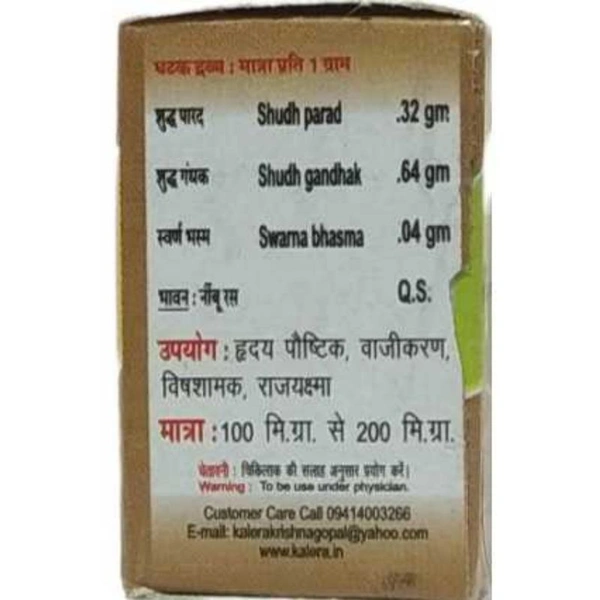 घटक द्रव्य : मात्रा प्रति 1 ग्राम
शुद्ध पारद Shudh parad .32 gm
शुद्ध गंधक Shudh gandhak .64 gm
स्वर्ण भस्म Swarna bhasma .04 gm
भावन : नींबू रस Q.S.
उपयोग : हृदय पौष्टिक, वाजीकरण,
विषशामक, राजयक्ष्मा
मात्रा : 100 मि.ग्रा. से 200 मि.ग्रा.
चेतावनी : चिकित्सक की सलाह अनुसार प्रयोग करें।
Warning : To be use under physician.
Customer Care Call 09414003266
E-mail: kalerakrishnagopal@yahoo.com
www.kalera.in